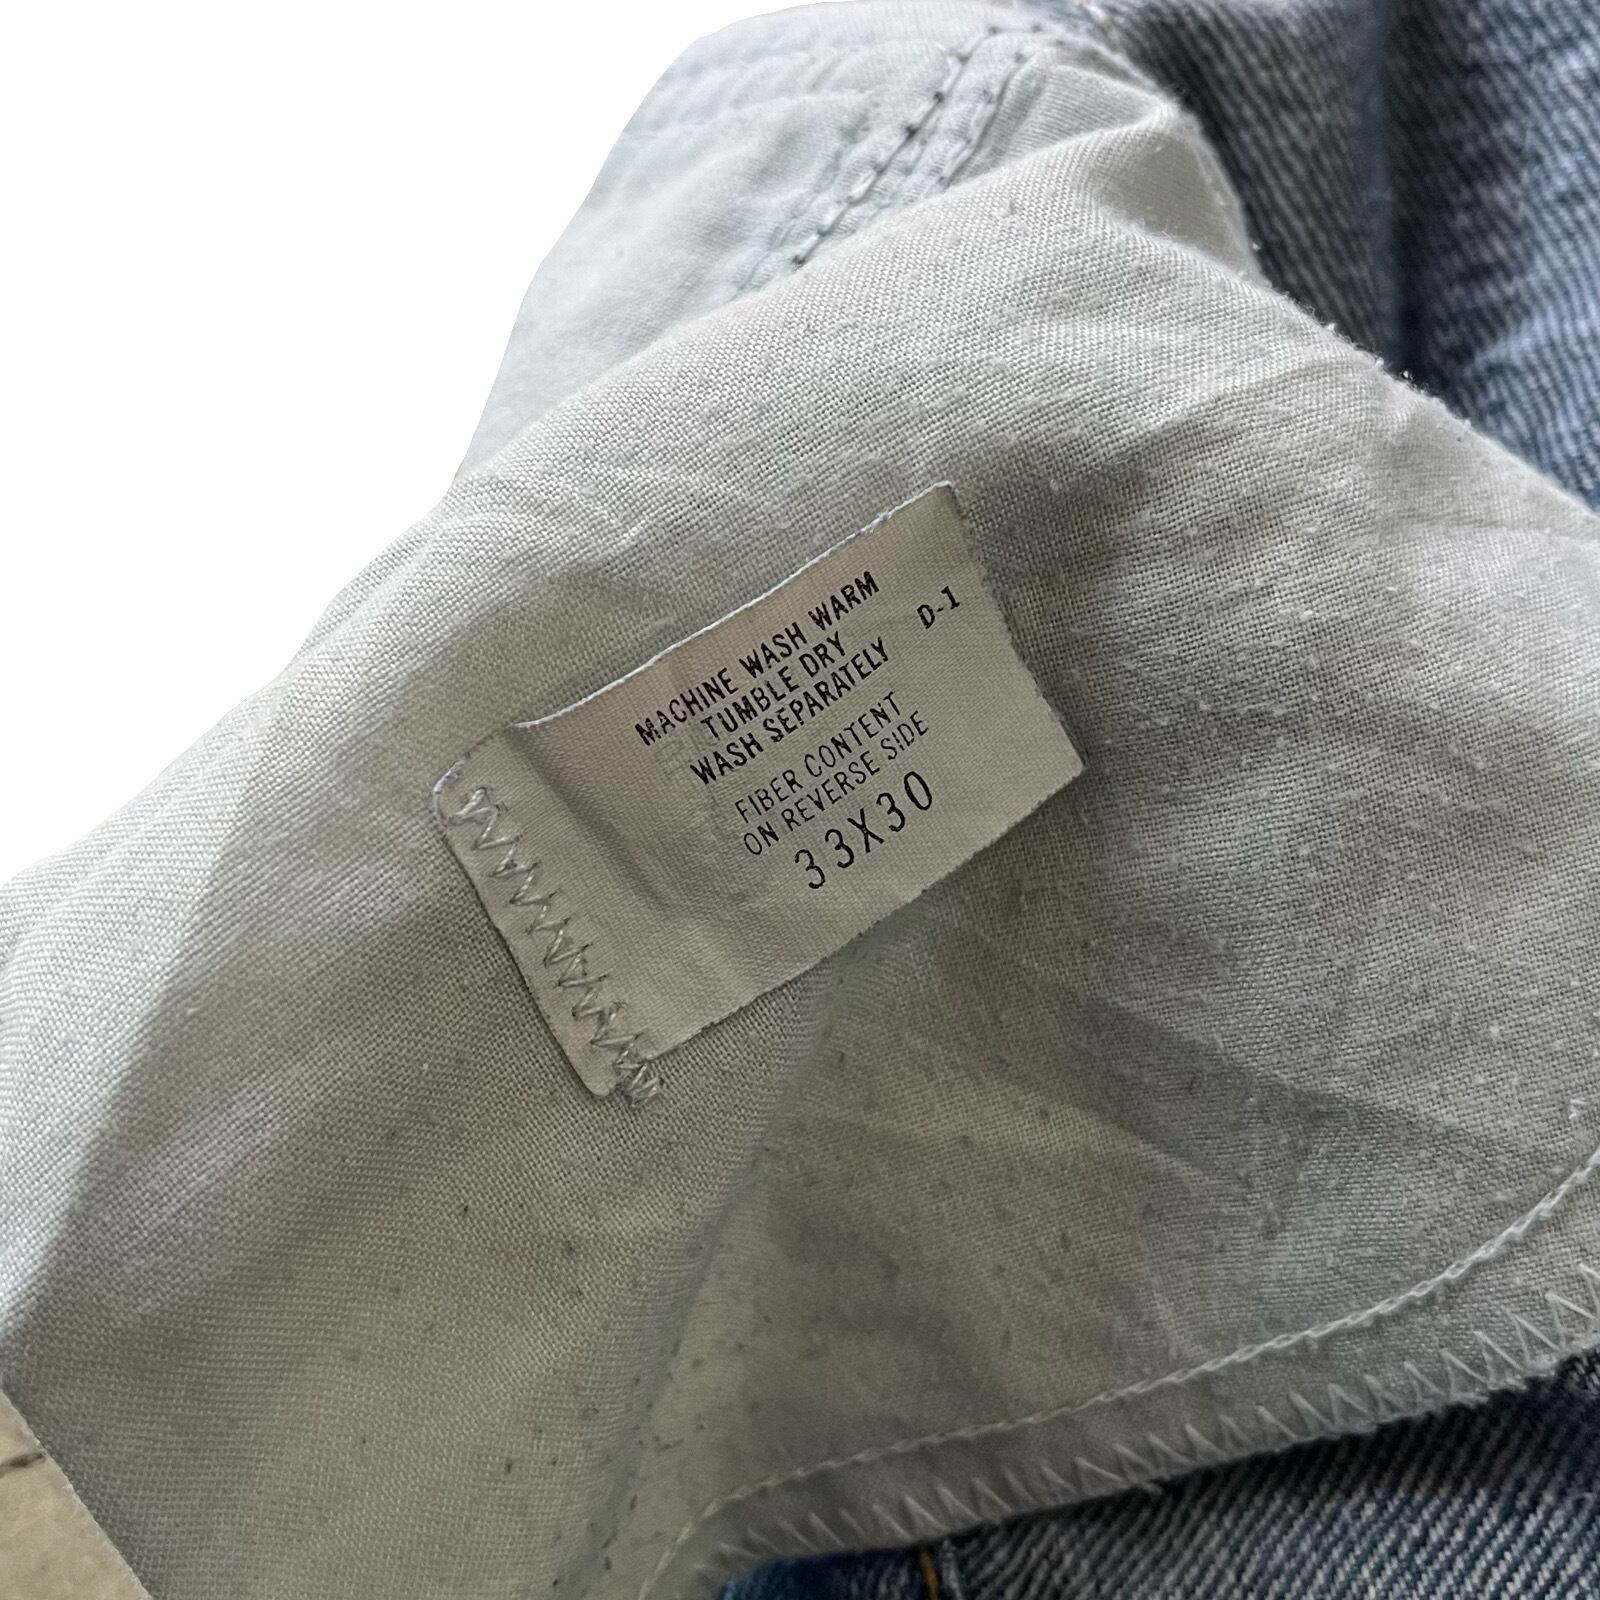 MACHINE WASH WARM
TUMBLE DRY
WASH SEPARATELY D-1
FIBER CONTENT
ON REVERSE SIDE
33X30